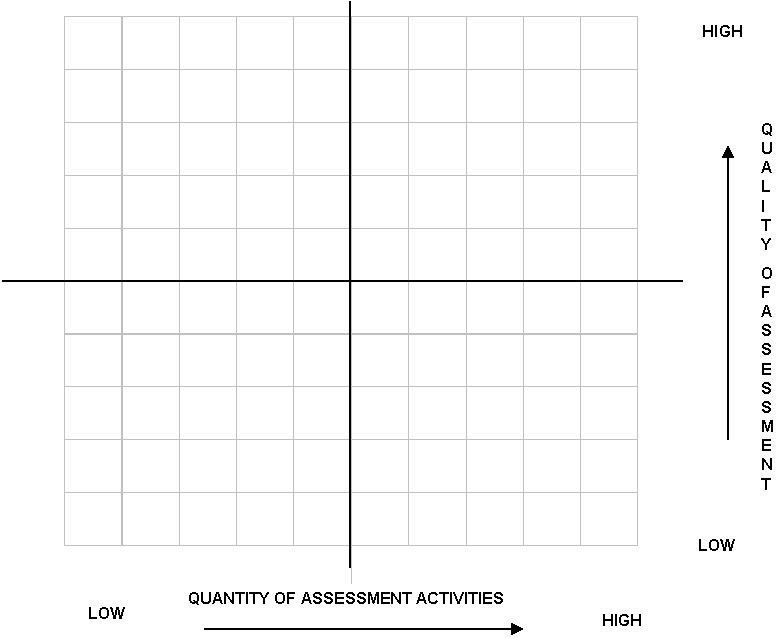 HIGH
QUALITY OF ASSESSMENT
LOW
QUANTITY OF ASSESSMENT ACTIVITIES
LOW
HIGH